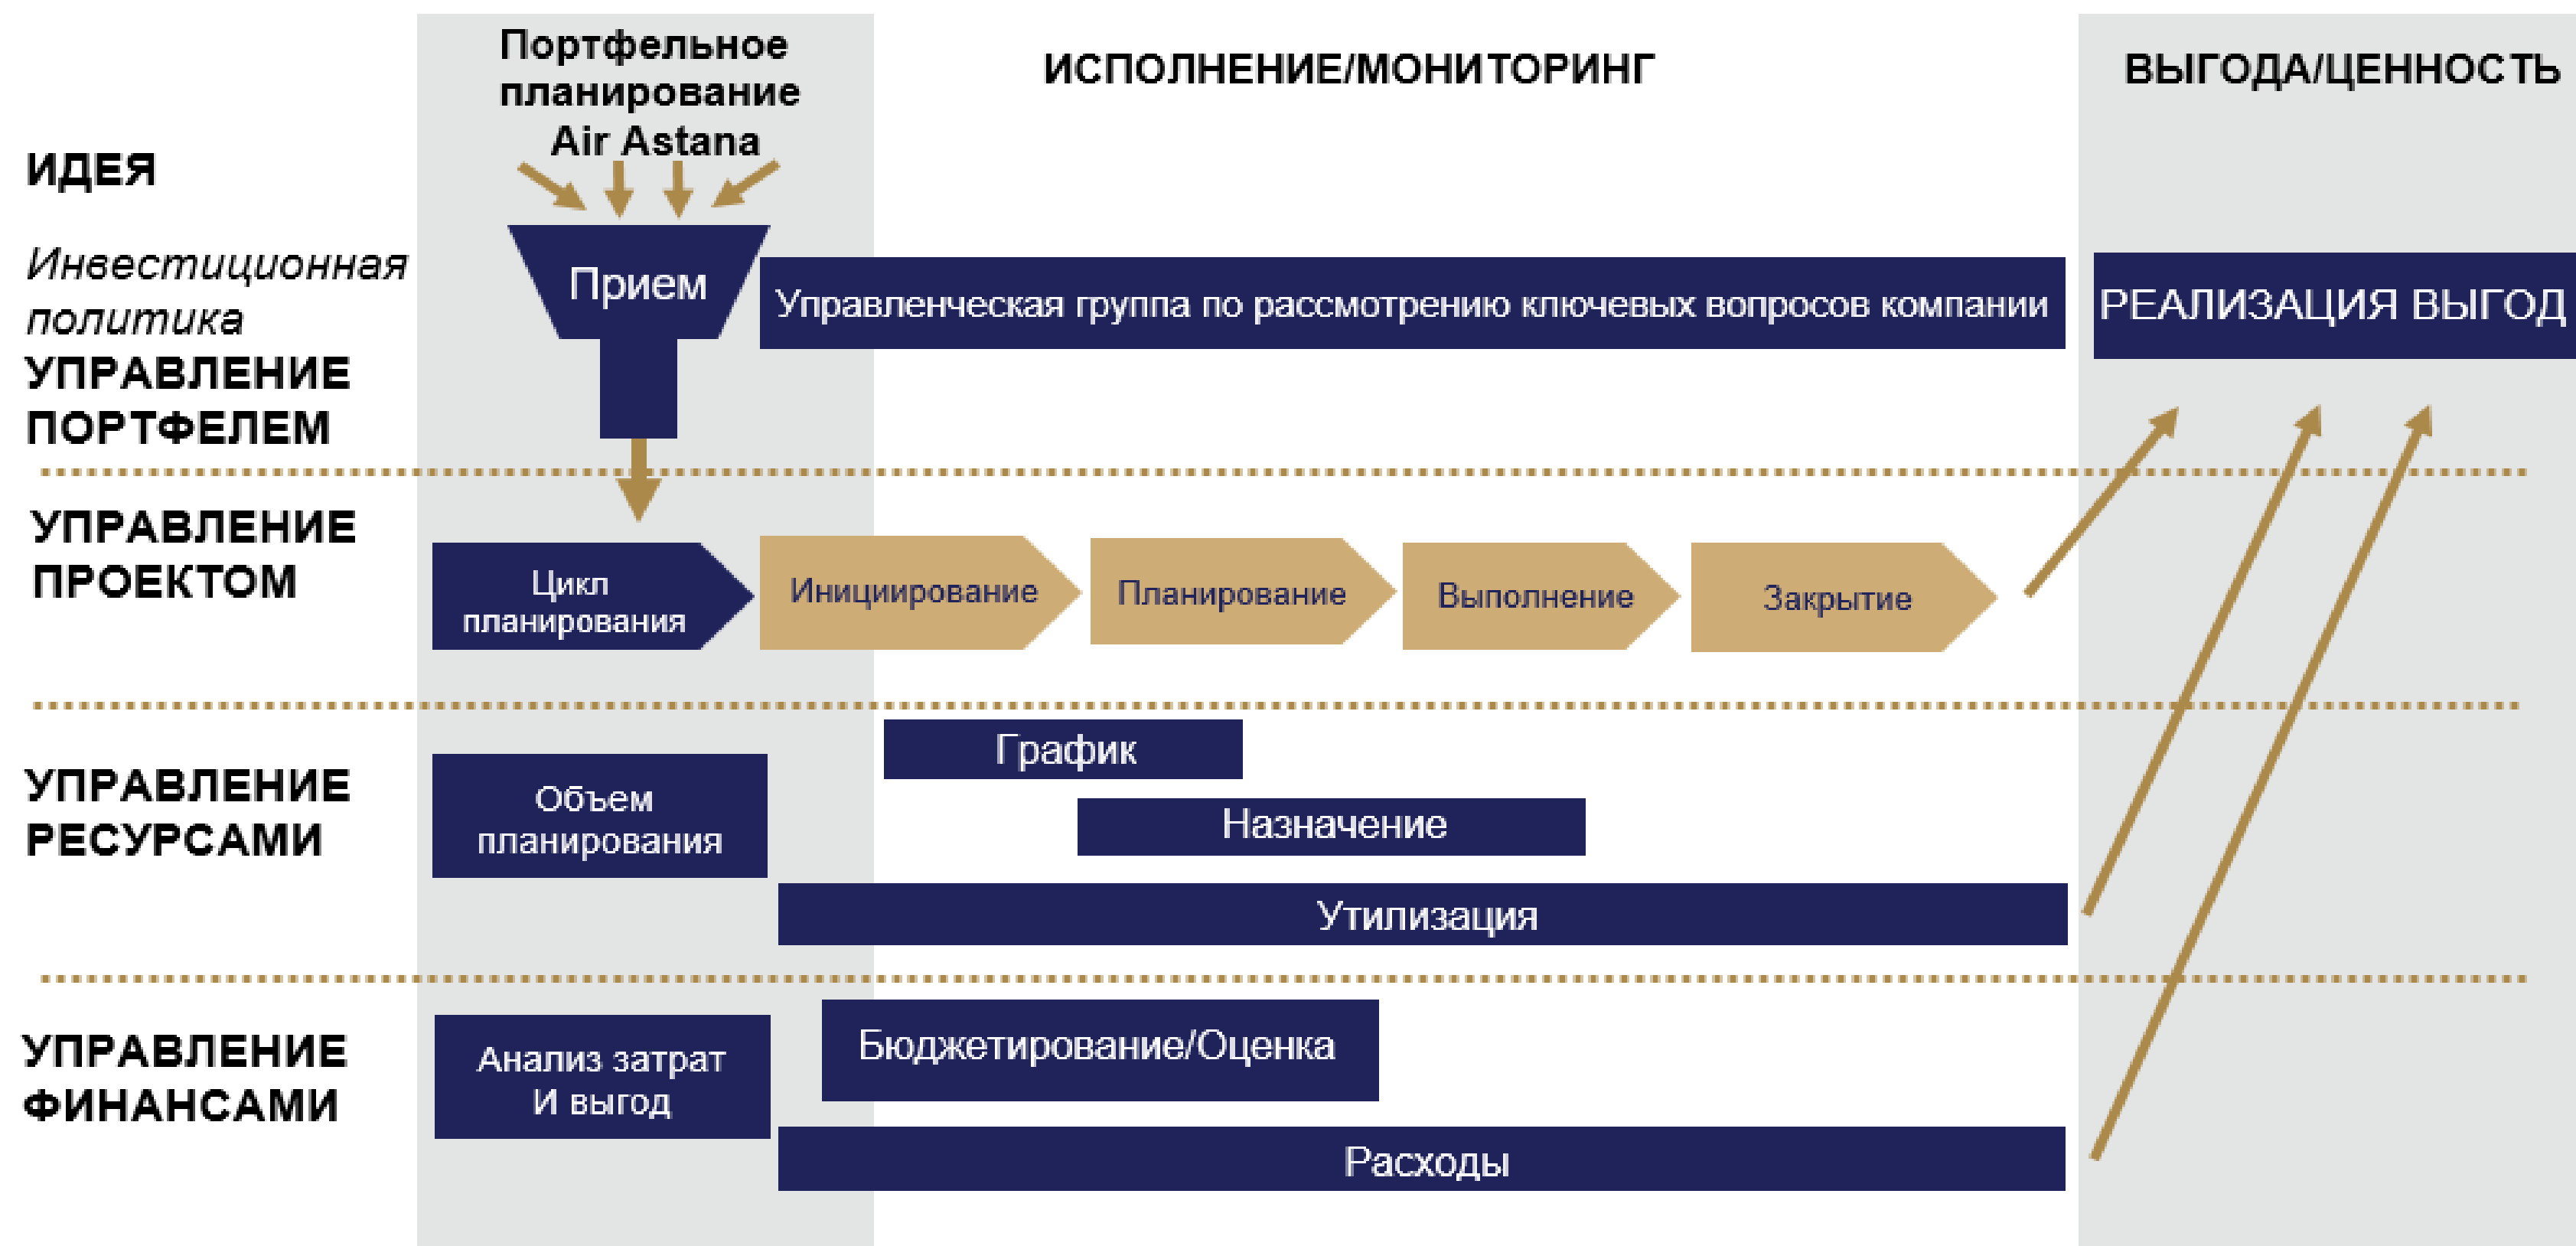 Портфельное
планирование
Air Astana
ИСПОЛНЕНИЕ/МОНИТОРИНГ
ВЫГОДА/ЦЕННОСТЬ
ИДЕЯ
Инвестиционная
политика
УПРАВЛЕНИЕ
ПОРТФЕЛЕМ
Прием
Управленческая группа по рассмотрению ключевых вопросов компании
РЕАЛИЗАЦИЯ ВЫГОД
УПРАВЛЕНИЕ
ПРОЕКТОМ
Цикл
планирования
Инициирование
Планирование
Выполнение
Закрытие
УПРАВЛЕНИЕ
РЕСУРСАМИ
Объем
планирования
График
Назначение
Утилизация
УПРАВЛЕНИЕ
ФИНАНСАМИ
Анализ затрат
И выгод
Бюджетирование/Оценка
Расходы